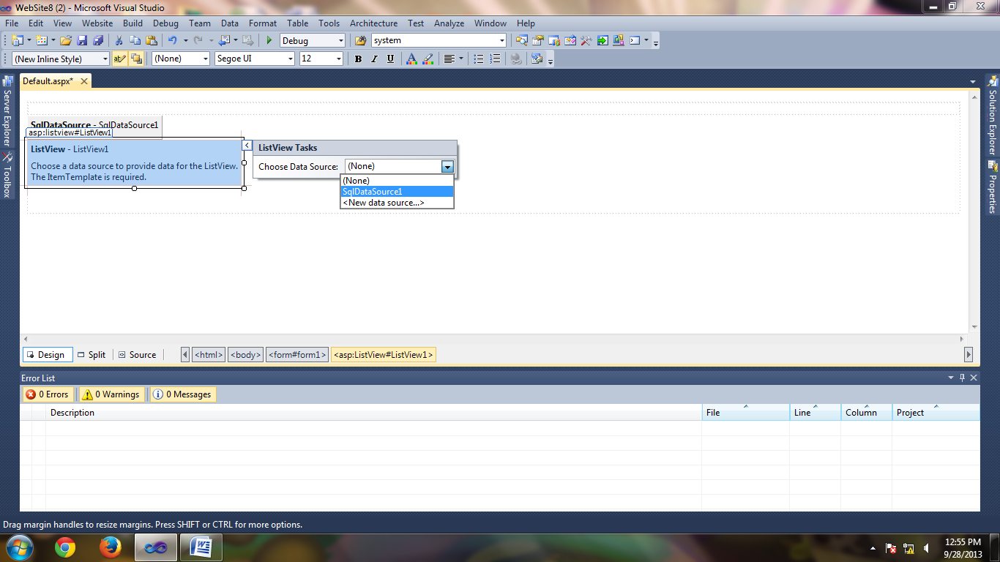 WebSite8 (2) - Microsoft Visual Studio
File Edit View Website Build Debug Team Data Format Table Tools Architecture Test Analyze Window Help
Debug system
(New Inline Style) ab (None) Segoe UI 12 B I U A
Default.aspx*
Server Explorer
Toolbox
Solution Explorer
Properties
SqlDataSource - SqlDataSource1
asp:listview#ListView1
ListView - ListView1
Choose a data source to provide data for the ListView.
The ItemTemplate is required.
ListView Tasks
Choose Data Source: (None)
(None)
SqlDataSource1
<New data source...>
Design Split Source <html> <body> <form#form1> <asp:ListView#ListView1>
Error List
0 Errors 0 Warnings 0 Messages
Description File Line Column Project
Drag margin handles to resize margins. Press SHIFT or CTRL for more options.
12:55 PM
9/28/2013